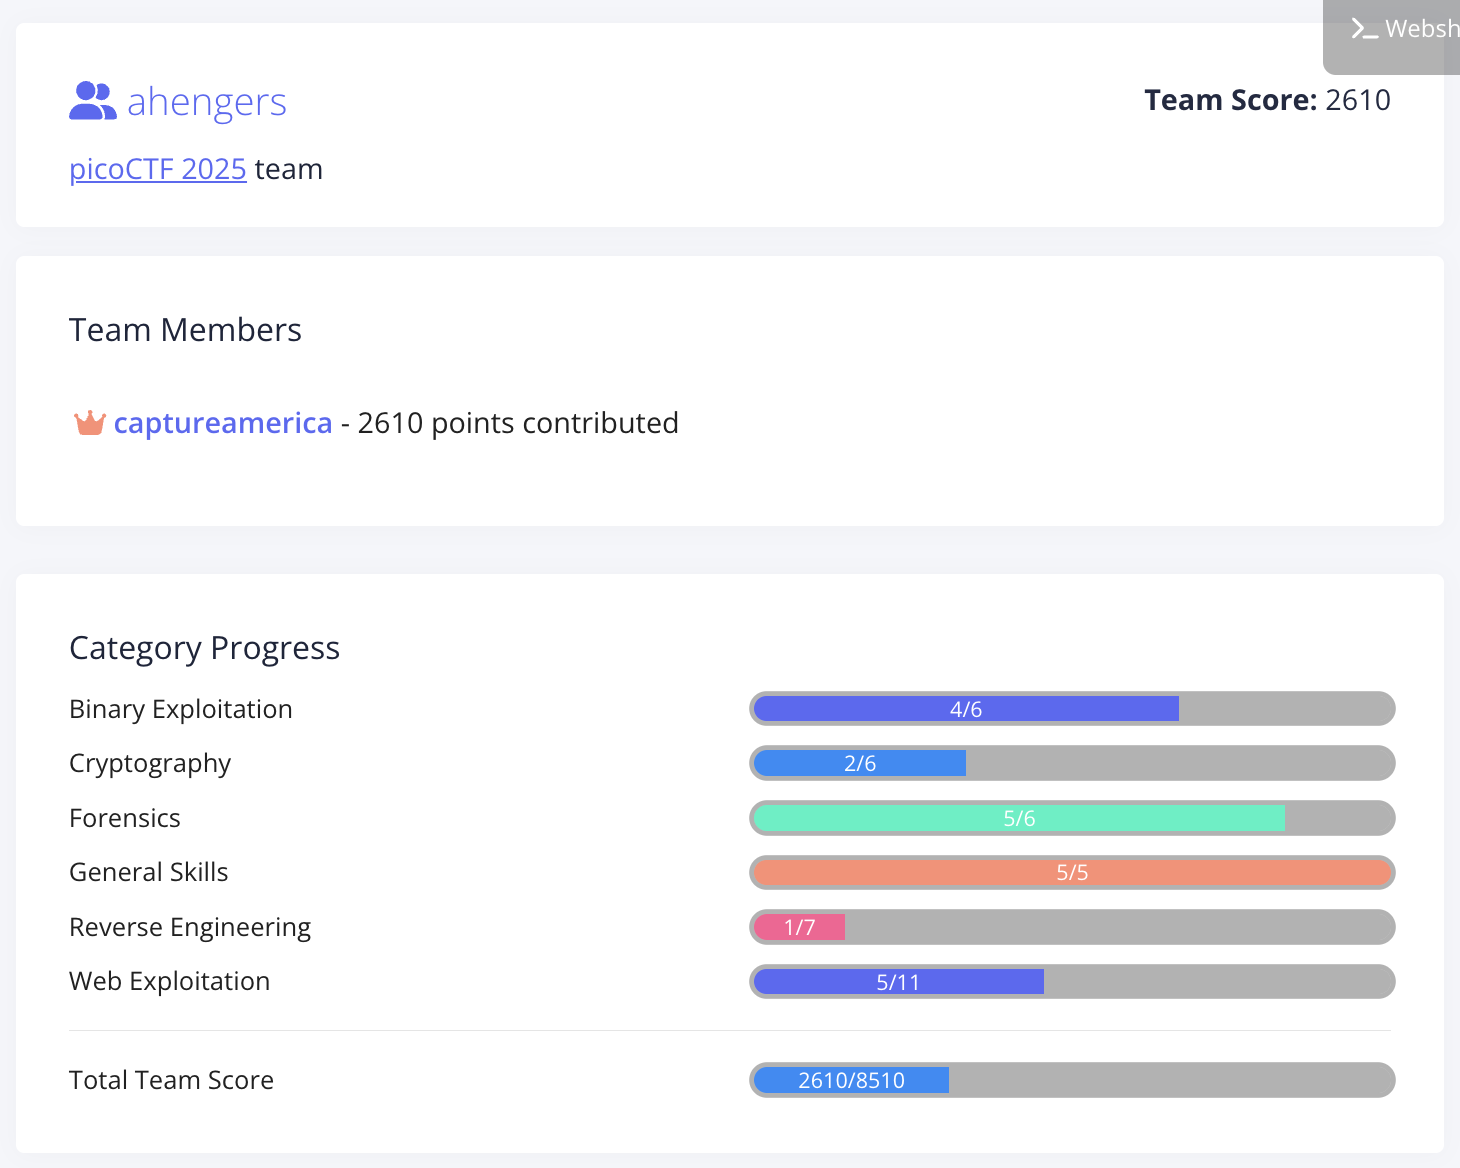 Websh
ahengers
Team Score: 2610
picoCTF 2025 team
Team Members
captureamerica - 2610 points contributed
Category Progress
Binary Exploitation 4/6
Cryptography 2/6
Forensics 5/6
General Skills 5/5
Reverse Engineering 1/7
Web Exploitation 5/11
Total Team Score 2610/8510